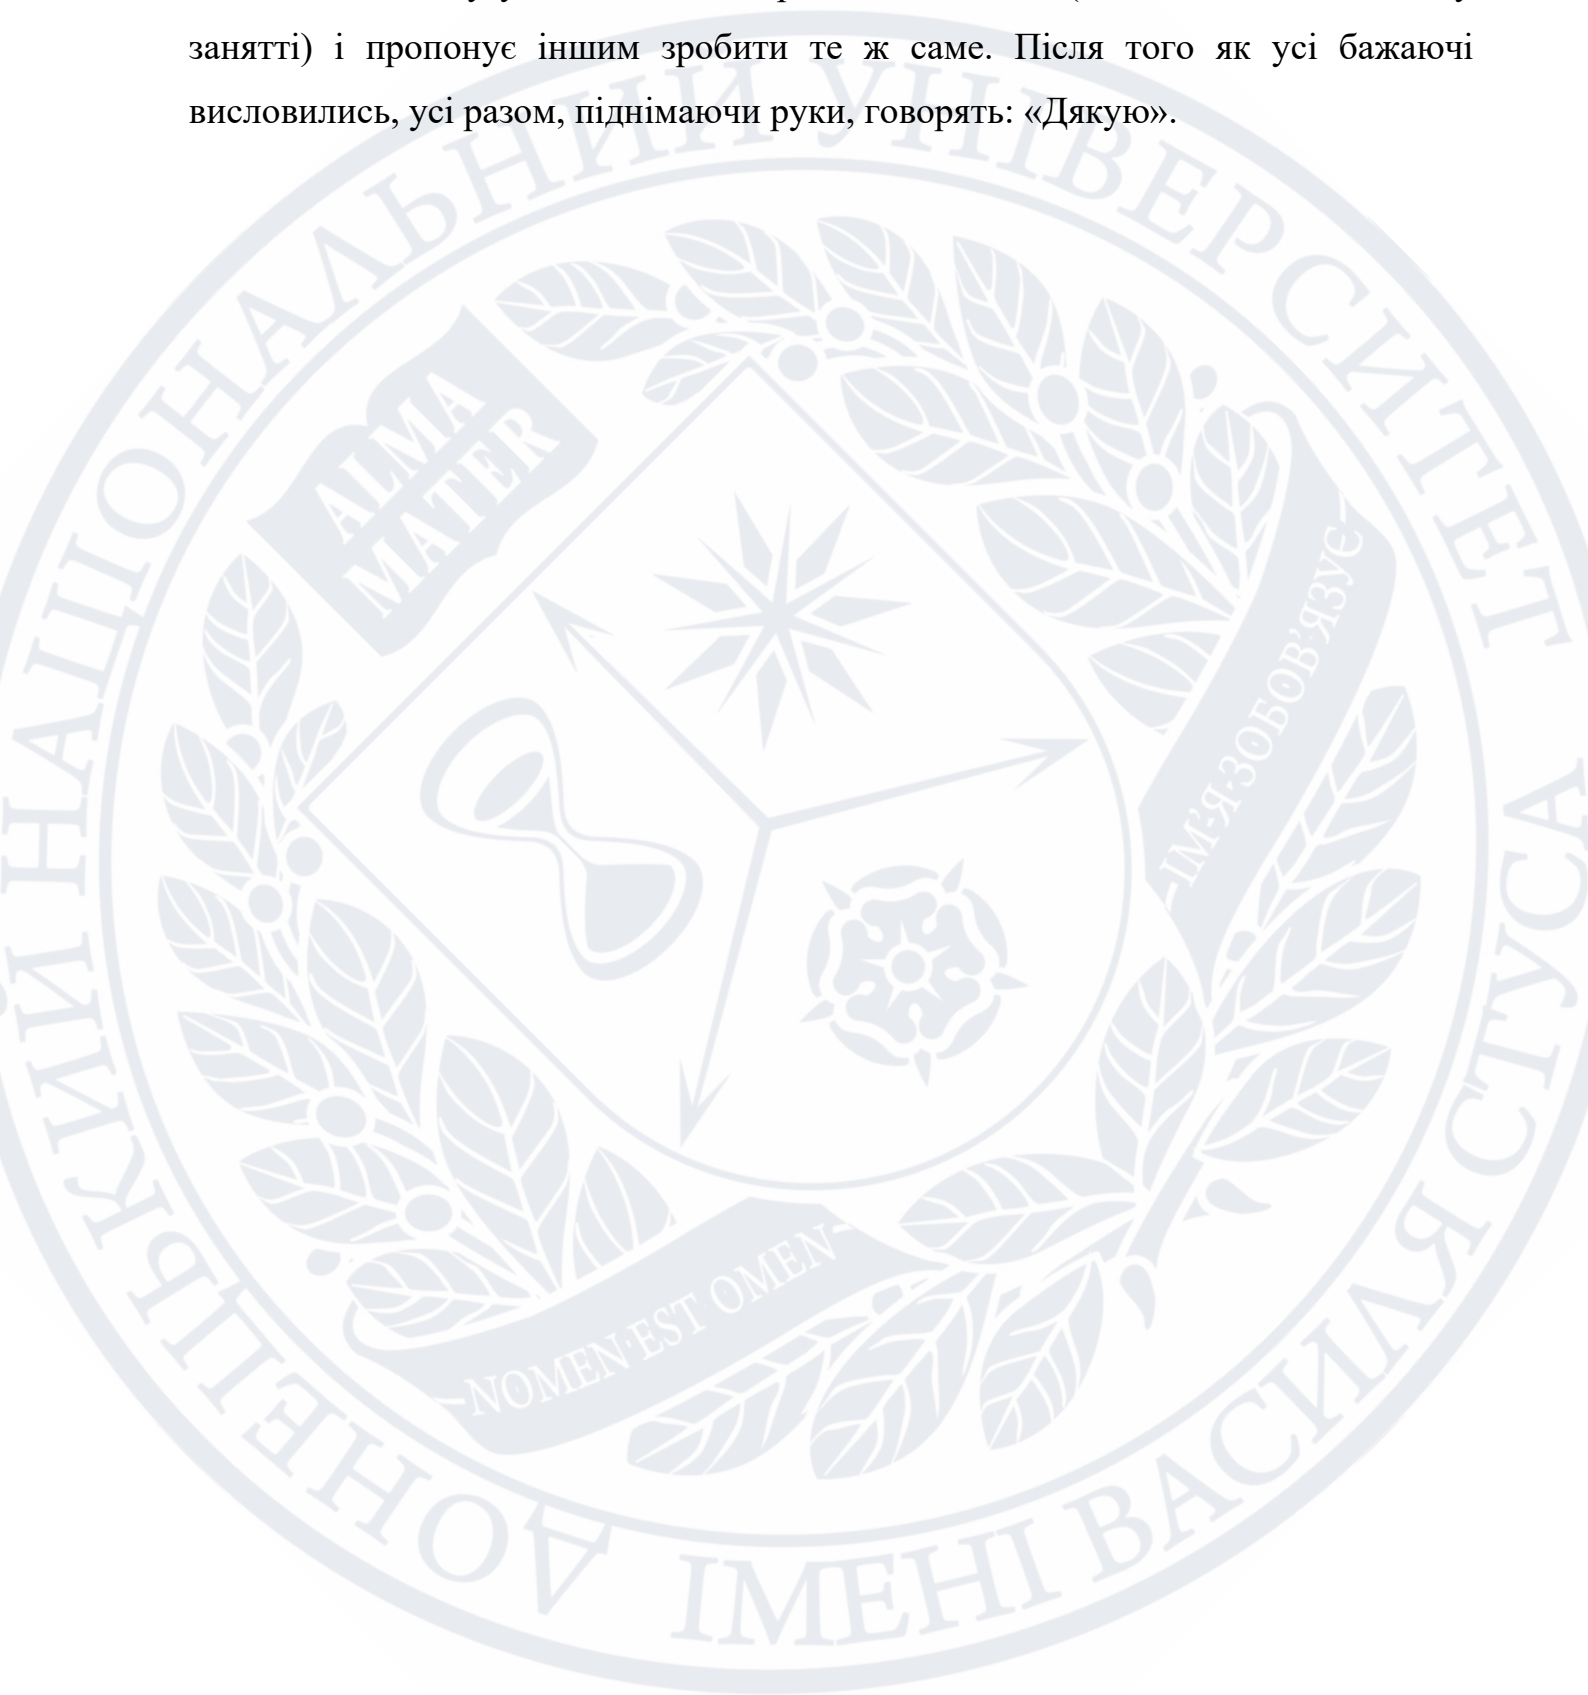 занятті) і пропонує іншим зробити те ж саме. Після того як усі бажаючі
висловились, усі разом, піднімаючи руки, говорять: «Дякую».
ДОНЕЦЬКИЙ НАЦІОНАЛЬНИЙ УНІВЕРСИТЕТ
ІМЕНІ ВАСИЛЯ СТУСА
ALMA
MATER
ІМ'Я ЗОБОВ'ЯЗУЄ
NOMEN EST OMEN